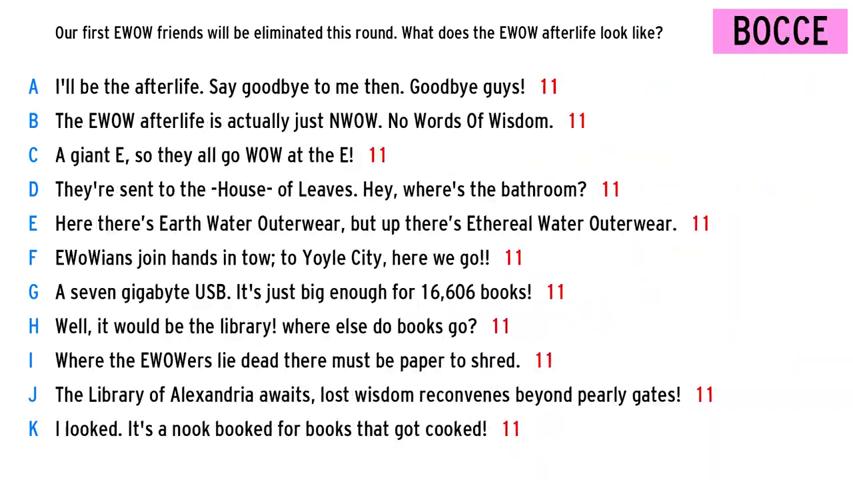 Our first EWOW friends will be eliminated this round. What does the EWOW afterlife look like?
BOCCE
A I'll be the afterlife. Say goodbye to me then. Goodbye guys! 11
B The EWOW afterlife is actually just NWOW. No Words Of Wisdom. 11
C A giant E, so they all go WOW at the E! 11
D They're sent to the -House- of Leaves. Hey, where's the bathroom? 11
E Here there’s Earth Water Outerwear, but up there’s Ethereal Water Outerwear. 11
F EWoWians join hands in tow; to Yoyle City, here we go!! 11
G A seven gigabyte USB. It's just big enough for 16,606 books! 11
H Well, it would be the library! where else do books go? 11
I Where the EWOWers lie dead there must be paper to shred. 11
J The Library of Alexandria awaits, lost wisdom reconvenes beyond pearly gates! 11
K I looked. It's a nook booked for books that got cooked! 11